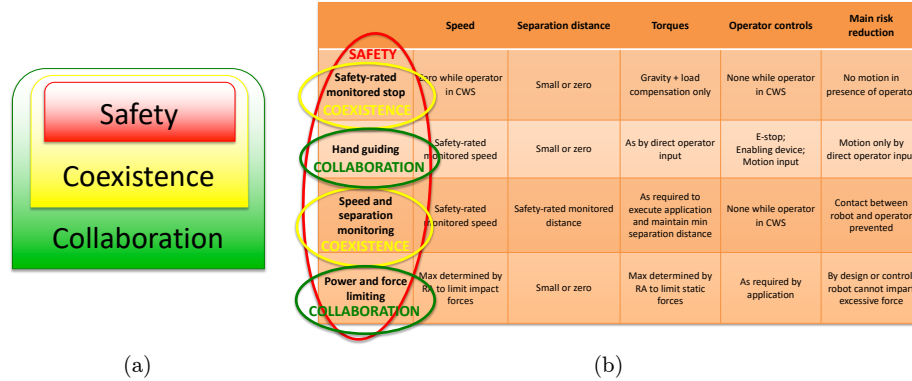 Safety
Coexistence
Collaboration
(a)
Speed
Separation distance
Torques
Operator controls
Main risk
reduction
SAFETY
Safety-rated
monitored stop
COEXISTENCE
Zero while operator
in CWS
Small or zero
Gravity + load
compensation only
None while operator
in CWS
No motion in
presence of operator
Hand guiding
COLLABORATION
Safety-rated
monitored speed
Small or zero
As by direct operator
input
E-stop;
Enabling device;
Motion input
Motion only by
direct operator input
Speed and
separation
monitoring
COEXISTENCE
Safety-rated
monitored speed
Safety-rated monitored
distance
As required to
execute application
and maintain min
separation distance
None while operator
in CWS
Contact between
robot and operator
prevented
Power and force
limiting
COLLABORATION
Max determined by
RA to limit impact
forces
Small or zero
Max determined by
RA to limit static
forces
As required by
application
By design or control,
robot cannot impart
excessive force
(b)